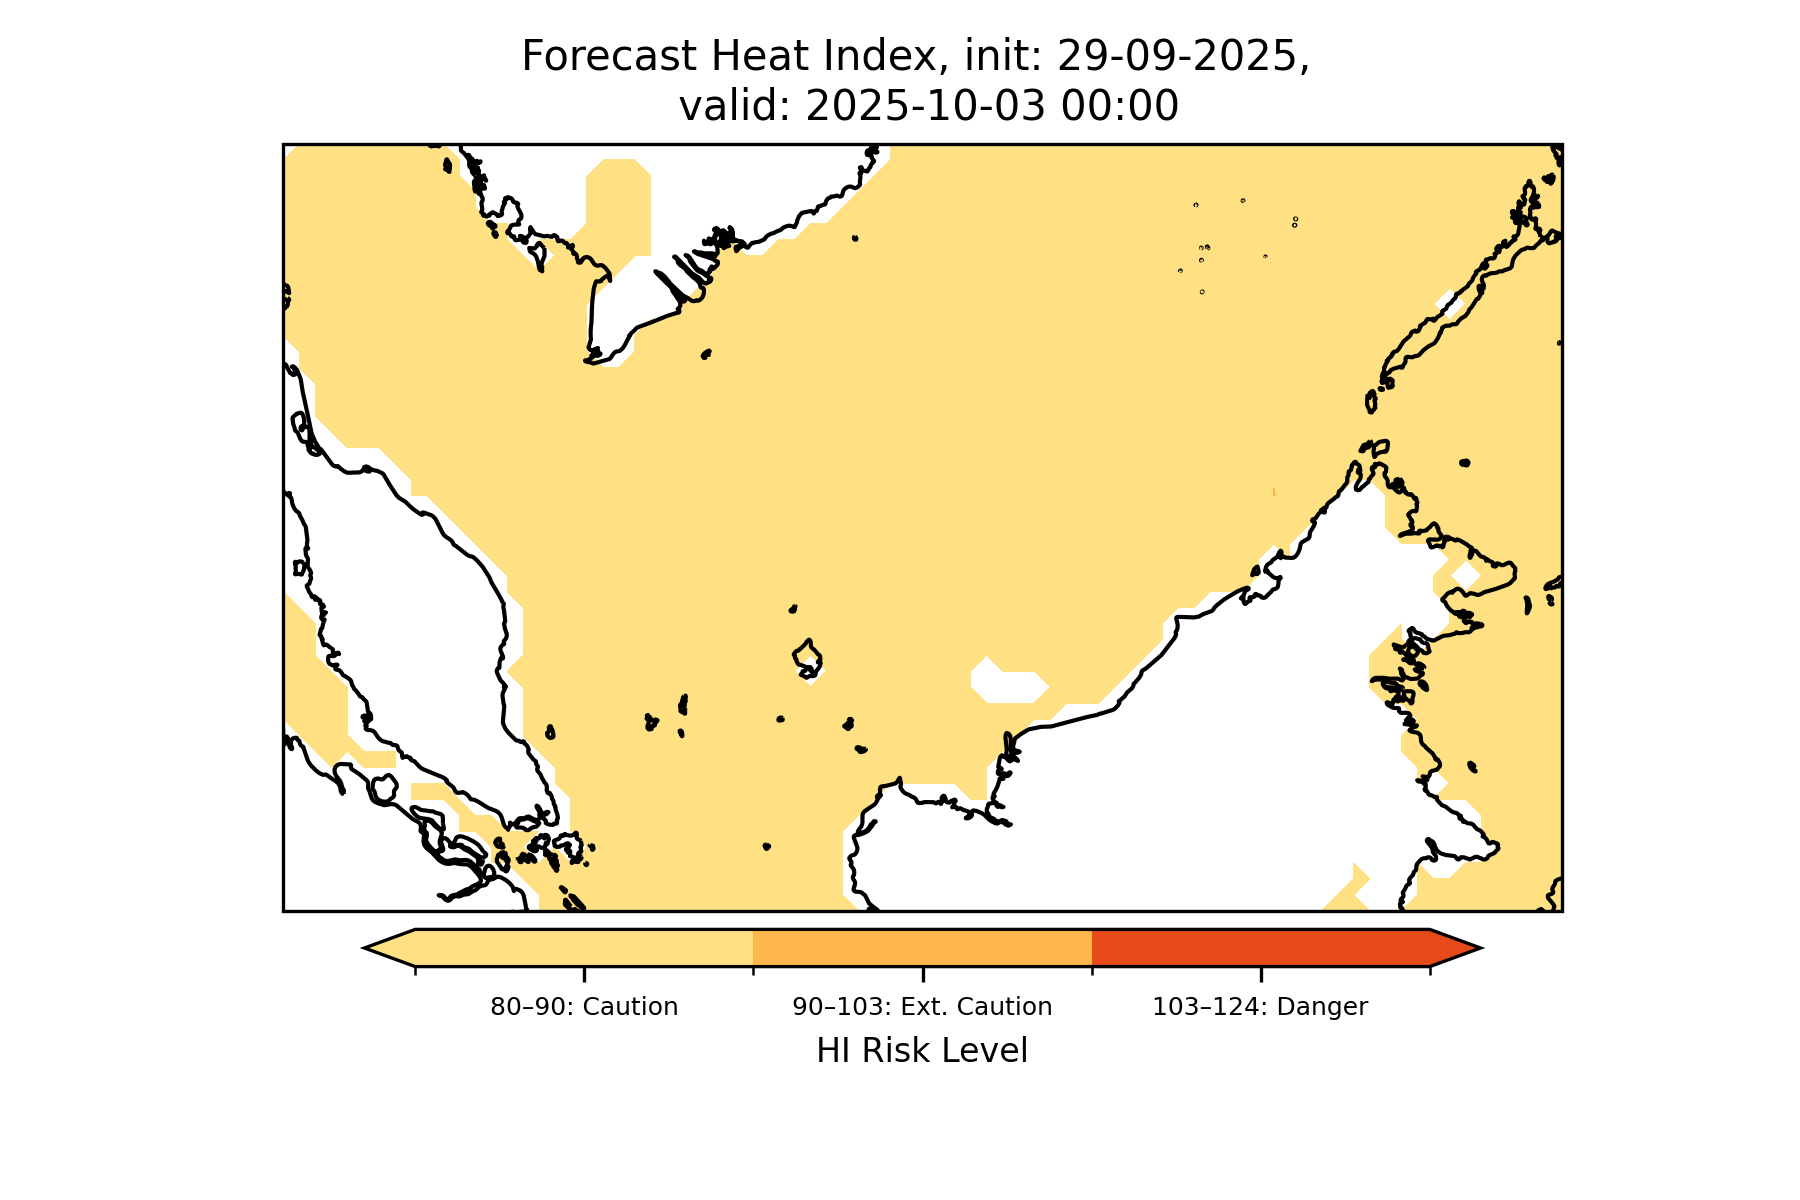 Forecast Heat Index, init: 29-09-2025,
valid: 2025-10-03 00:00
80–90: Caution
90–103: Ext. Caution
103–124: Danger
HI Risk Level